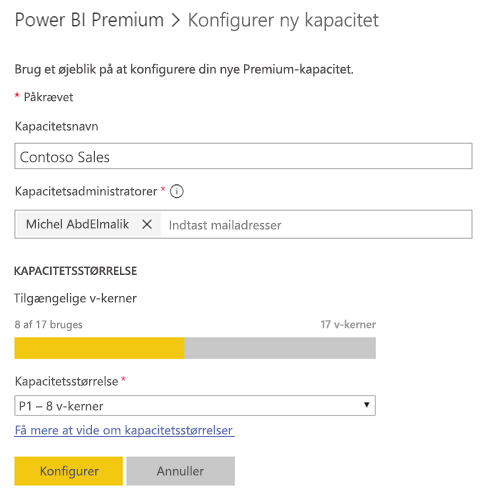 Power BI Premium > Konfigurer ny kapacitet
Brug et øjeblik på at konfigurere din nye Premium-kapacitet.
* Påkrævet
Kapacitetsnavn
Contoso Sales
Kapacitetsadministratorer *
Michel AbdElmalik Indtast mailadresser
KAPACITETSSTØRRELSE
Tilgængelige v-kerner
8 af 17 bruges 17 v-kerner
Kapacitetsstørrelse *
P1 – 8 v-kerner
Få mere at vide om kapacitetsstørrelser
Konfigurer Annuller